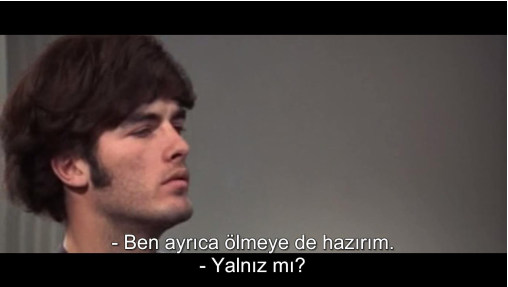 - Ben ayrıca ölmeye de hazırım.
- Yalnız mı?